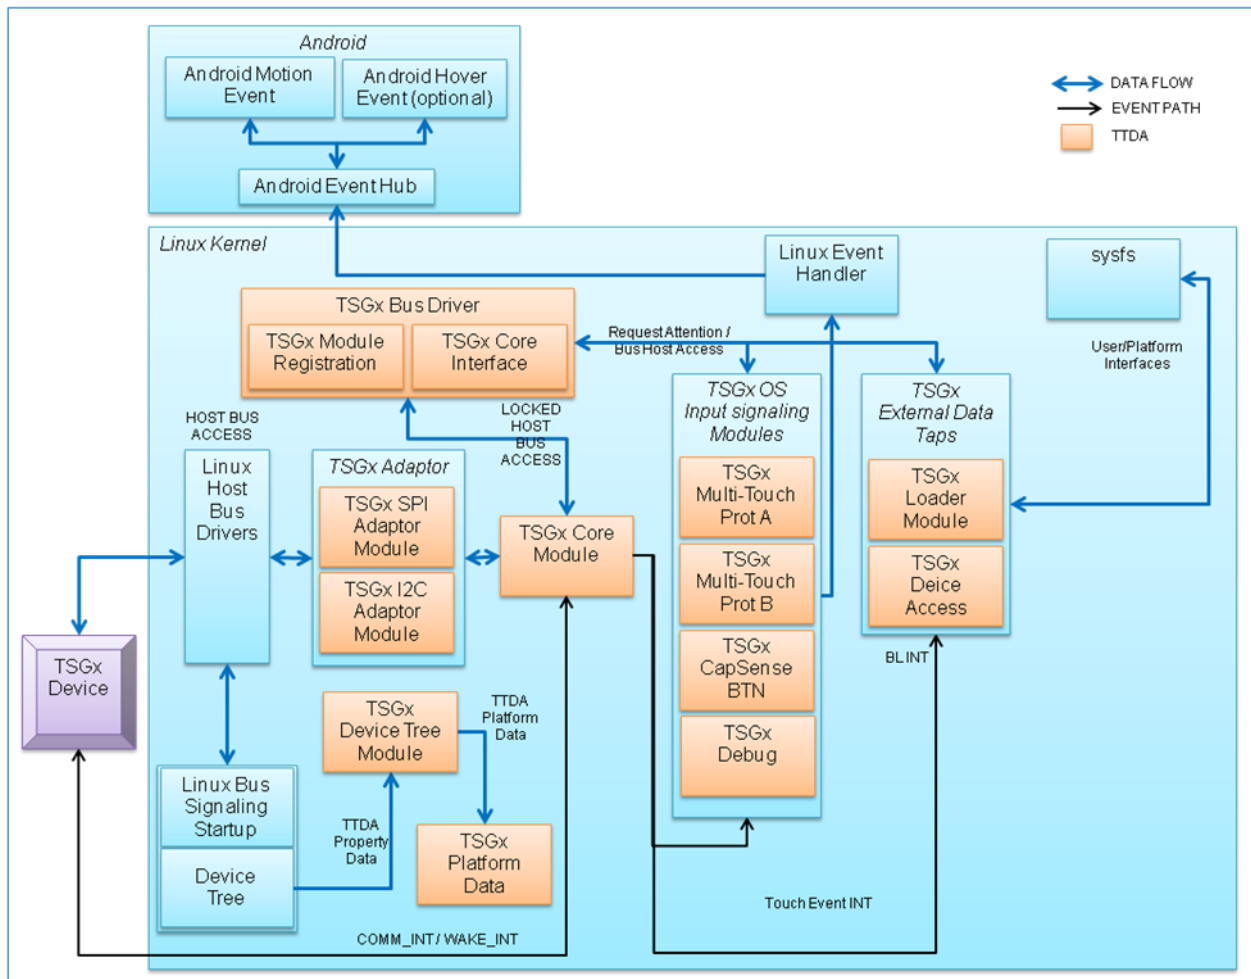 Android
Android Motion
Event
Android Hover
Event (optional)
Android Event Hub
DATA FLOW
EVENT PATH
TTDA
Linux Kernel
Linux Event
Handler
sysfs
TSGx Bus Driver
TSGx Module
Registration
TSGx Core
Interface
Request Attention /
Bus Host Access
User/Platform
Interfaces
HOST BUS
ACCESS
LOCKED
HOST
BUS
ACCESS
TSGx OS
Input signaling
Modules
TSGx
External Data
Taps
Linux
Host
Bus
Drivers
TSGx Adaptor
TSGx SPI
Adaptor
Module
TSGx I2C
Adaptor
Module
TSGx Core
Module
TSGx
Multi-Touch
Prot A
TSGx
Multi-Touch
Prot B
TSGx
CapSense
BTN
TSGx
Debug
TSGx
Loader
Module
TSGx
Deice
Access
BL INT
TSGx
Device
TSGx
Device Tree
Module
TTDA
Platform
Data
Linux Bus
Signaling
Startup
Device
Tree
TTDA
Property
Data
TSGx
Platform
Data
Touch Event INT
COMM_INT / WAKE_INT